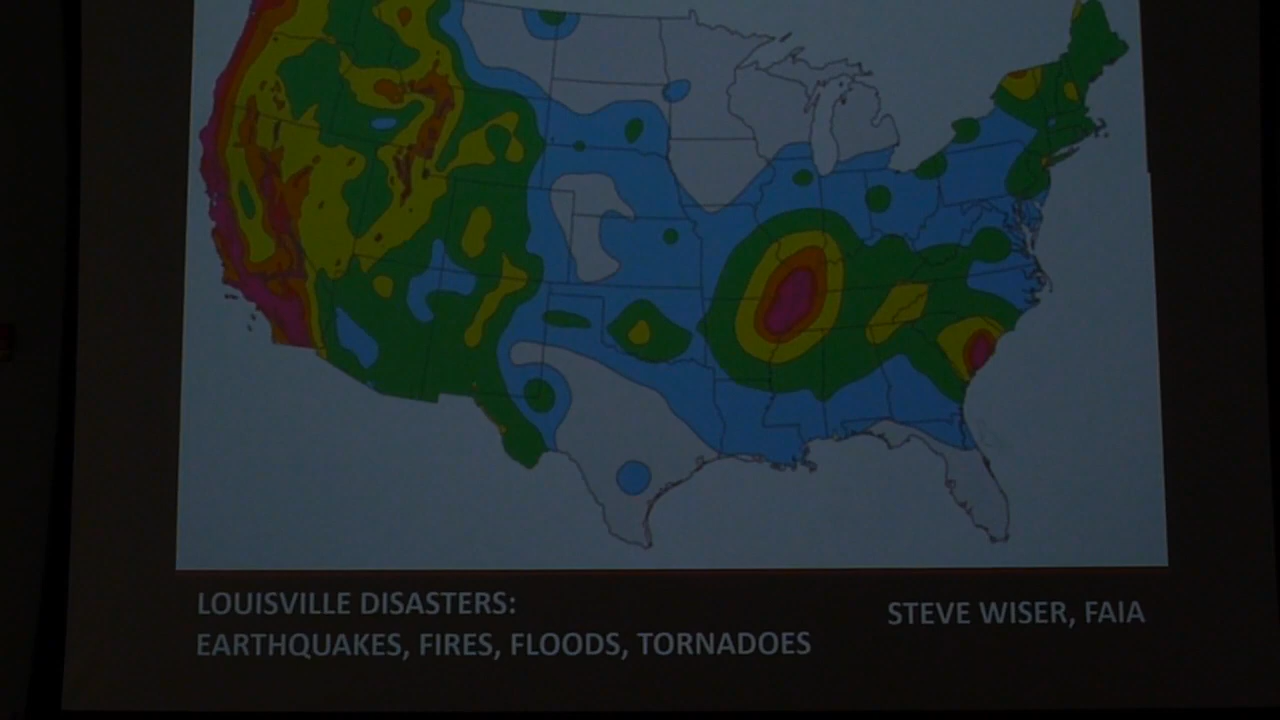 LOUISVILLE DISASTERS:
EARTHQUAKES, FIRES, FLOODS, TORNADOES
STEVE WISER, FAIA